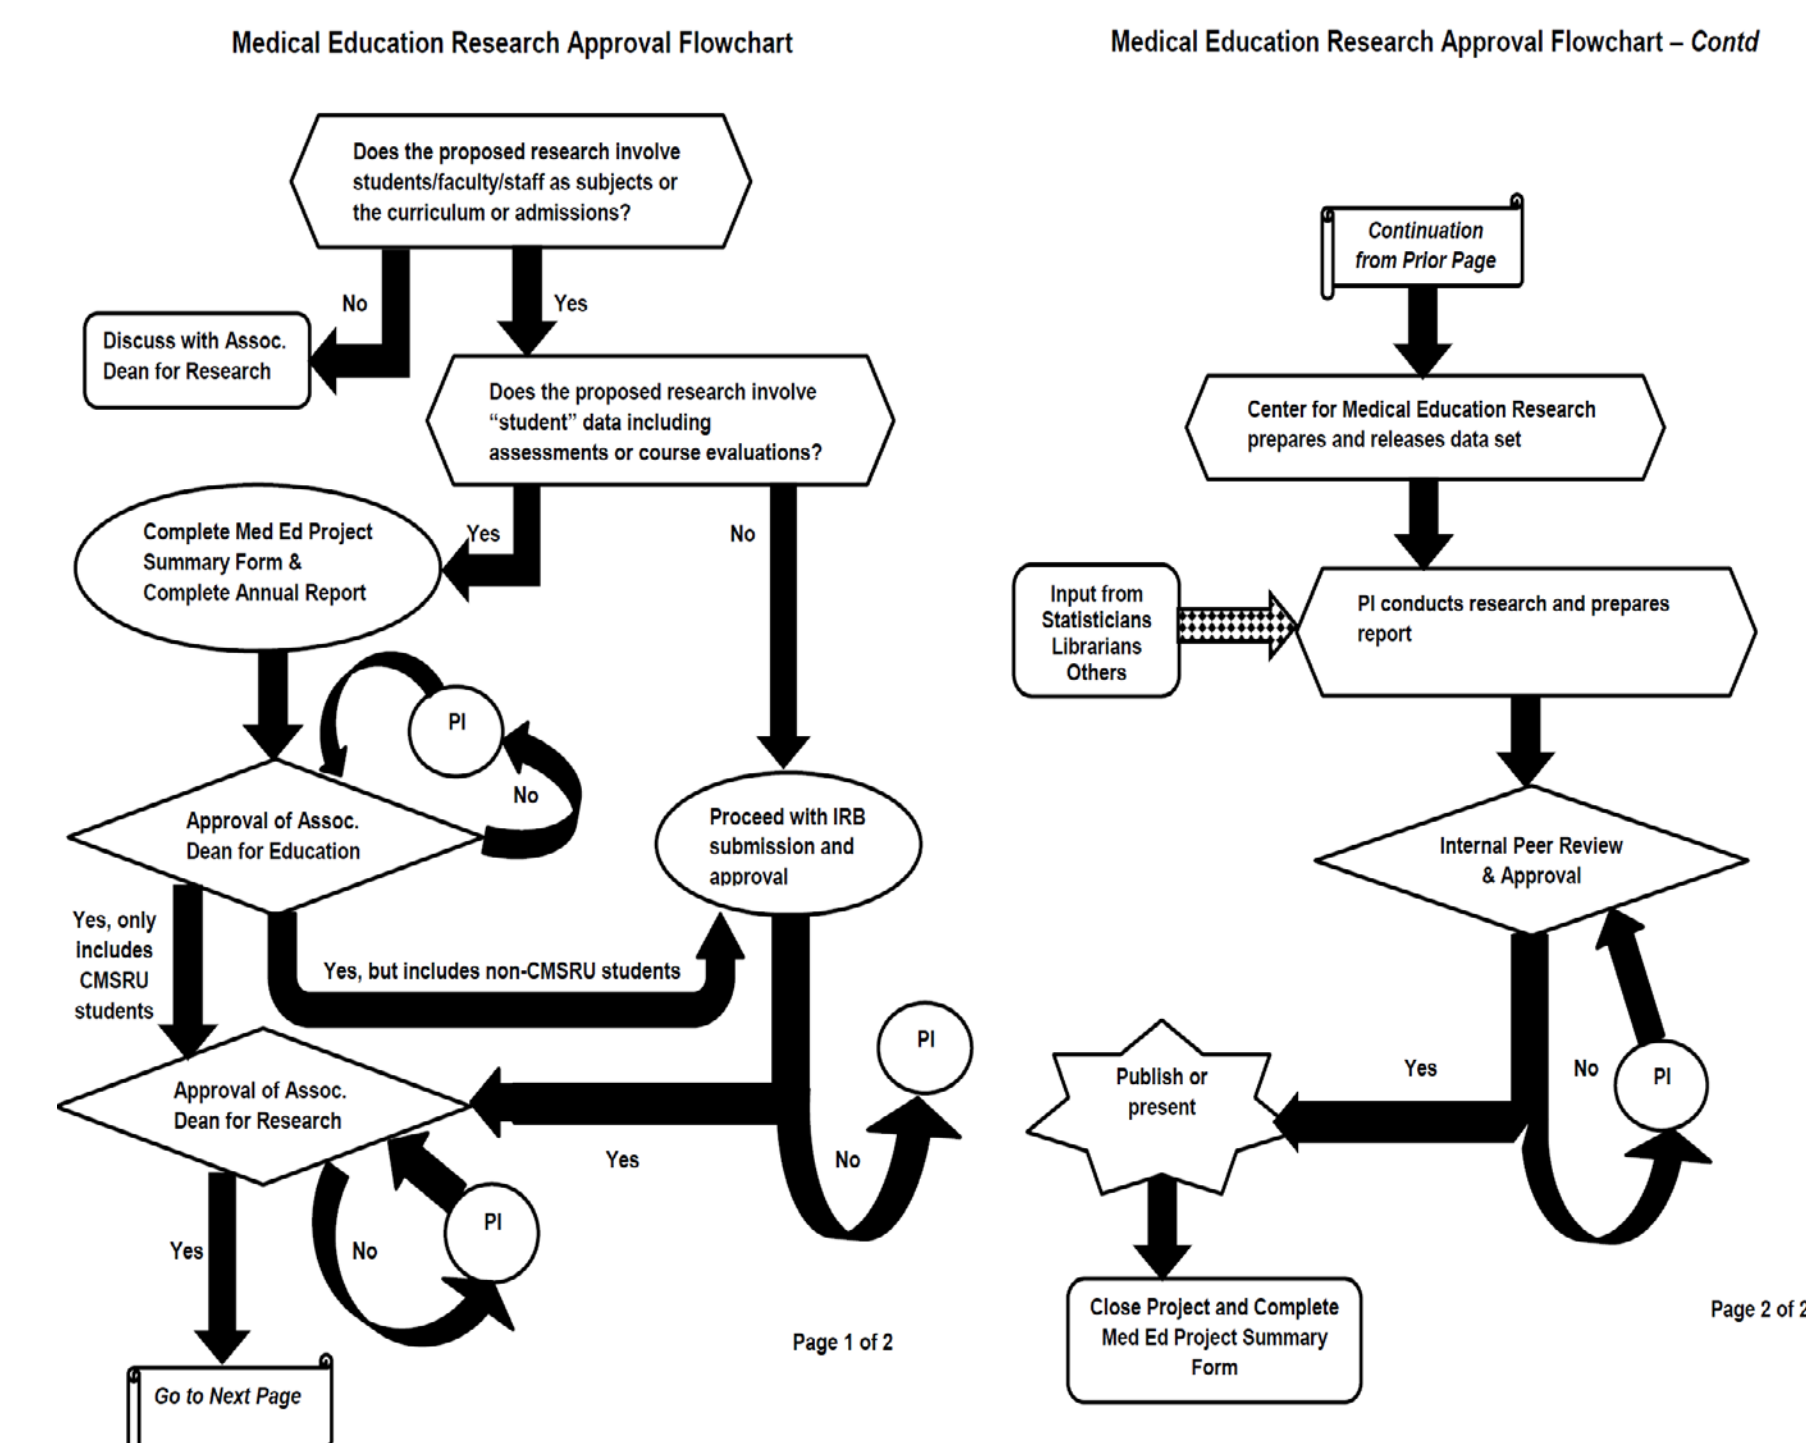 Medical Education Research Approval Flowchart
Does the proposed research involve
students/faculty/staff as subjects or
the curriculum or admissions?
No
Yes
Discuss with Assoc.
Dean for Research
Does the proposed research involve
“student” data including
assessments or course evaluations?
Yes
No
Complete Med Ed Project
Summary Form &
Complete Annual Report
PI
No
Approval of Assoc.
Dean for Education
Proceed with IRB
submission and
approval
Yes, only
includes
CMSRU
students
Yes, but includes non-CMSRU students
PI
Approval of Assoc.
Dean for Research
Yes
No
PI
Yes
No
Page 1 of 2
Go to Next Page
Medical Education Research Approval Flowchart – Contd
Continuation
from Prior Page
Center for Medical Education Research
prepares and releases data set
Input from
Statisticians
Librarians
Others
PI conducts research and prepares
report
Internal Peer Review
& Approval
Yes
No
PI
Publish or
present
Close Project and Complete
Med Ed Project Summary
Form
Page 2 of 2